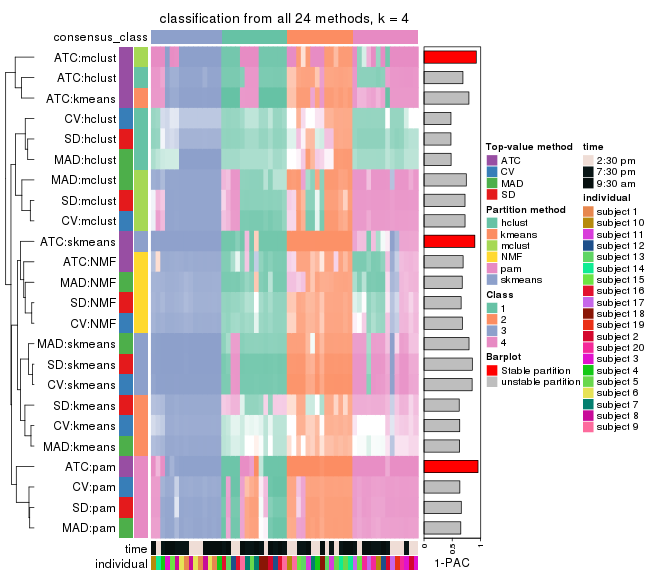 classification from all 24 methods, k = 4
consensus_class
ATC:mclust
ATC:hclust
ATC:kmeans
CV:hclust
SD:hclust
MAD:hclust
MAD:mclust
SD:mclust
CV:mclust
ATC:skmeans
ATC:NMF
MAD:NMF
SD:NMF
CV:NMF
MAD:skmeans
SD:skmeans
CV:skmeans
SD:kmeans
CV:kmeans
MAD:kmeans
ATC:pam
CV:pam
SD:pam
MAD:pam
time
individual
0
0.5
1
1-PAC
Top-value method
ATC
CV
MAD
SD
Partition method
hclust
kmeans
mclust
NMF
pam
skmeans
Class
1
2
3
4
Barplot
Stable partition
unstable partition
time
2:30 pm
7:30 pm
9:30 am
individual
subject 1
subject 10
subject 11
subject 12
subject 13
subject 14
subject 15
subject 16
subject 17
subject 18
subject 19
subject 2
subject 20
subject 3
subject 4
subject 5
subject 6
subject 7
subject 8
subject 9